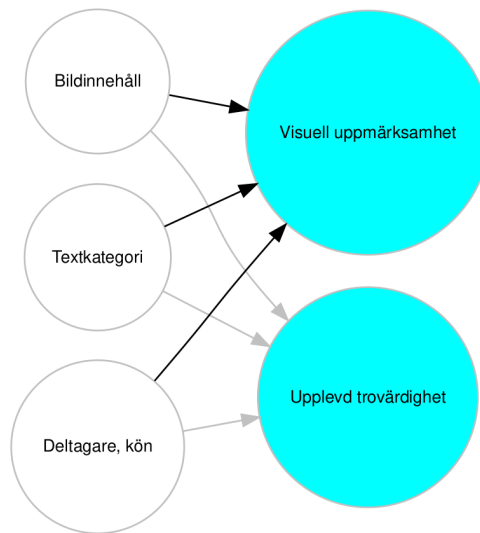 Bildinnehåll
Visuell uppmärksamhet
Textkategori
Upplevd trovärdighet
Deltagare, kön